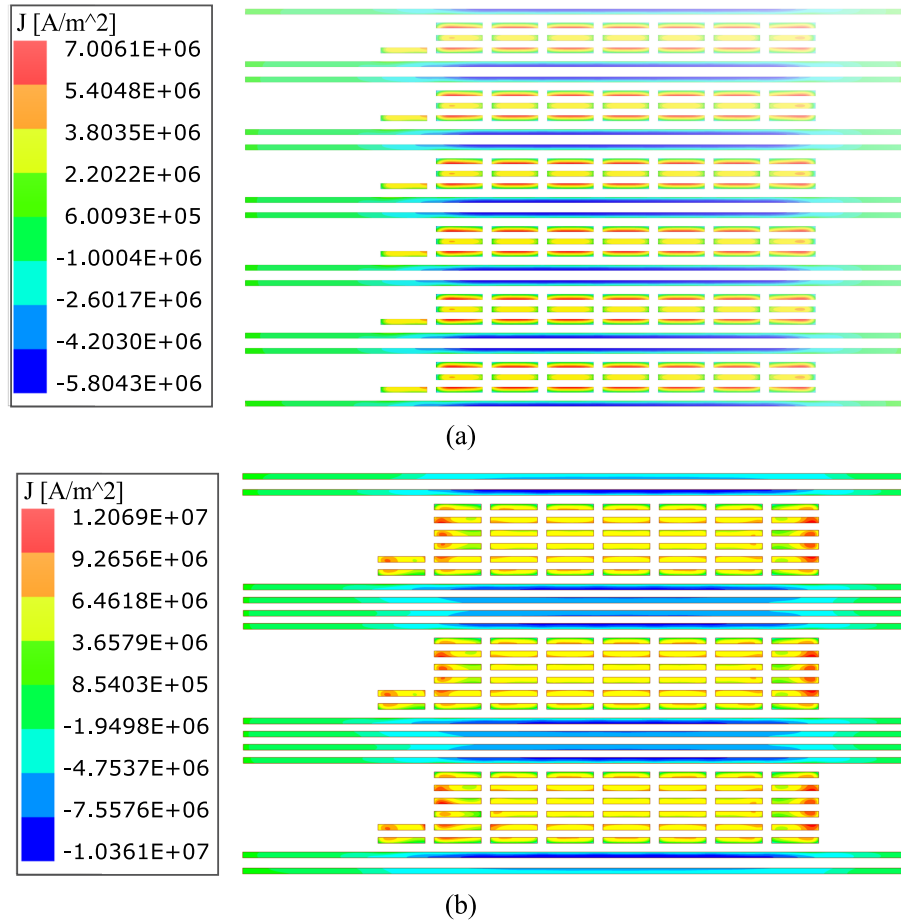 J [A/m^2]
7.0061E+06
5.4048E+06
3.8035E+06
2.2022E+06
6.0093E+05
-1.0004E+06
-2.6017E+06
-4.2030E+06
-5.8043E+06
(a)
J [A/m^2]
1.2069E+07
9.2656E+06
6.4618E+06
3.6579E+06
8.5403E+05
-1.9498E+06
-4.7537E+06
-7.5576E+06
-1.0361E+07
(b)